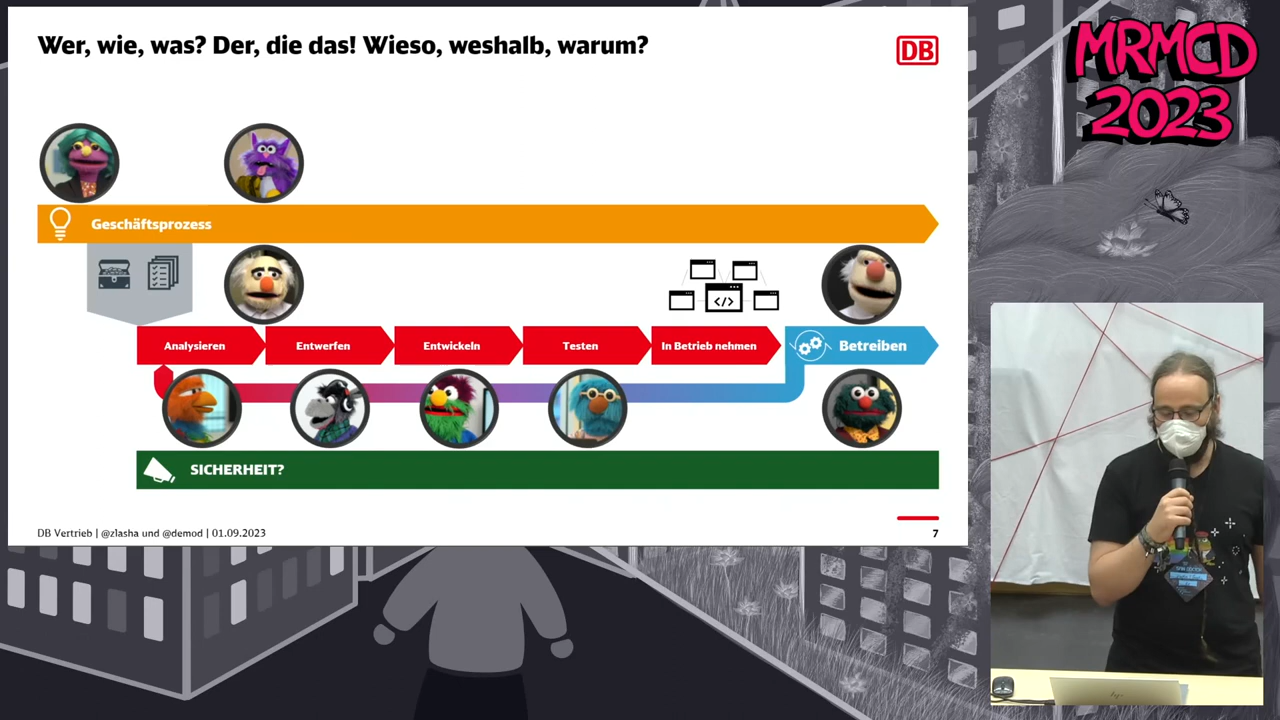 Wer, wie, was? Der, die das! Wieso, weshalb, warum?
DB
MRMCD
2023
Geschäftsprozess
</>
Analysieren
Entwerfen
Entwickeln
Testen
In Betrieb nehmen
Betreiben
SICHERHEIT?
DB Vertrieb | @zlasha und @demod | 01.09.2023
7